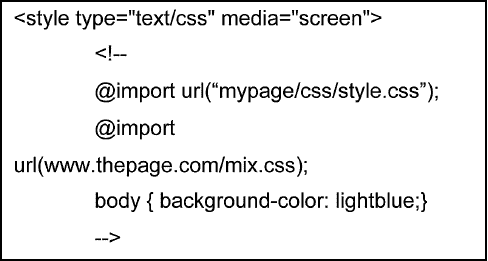 <style type="text/css" media="screen">
<!--
@import url(“mypage/css/style.css”);
@import
url(www.thepage.com/mix.css);
body { background-color: lightblue;}
-->